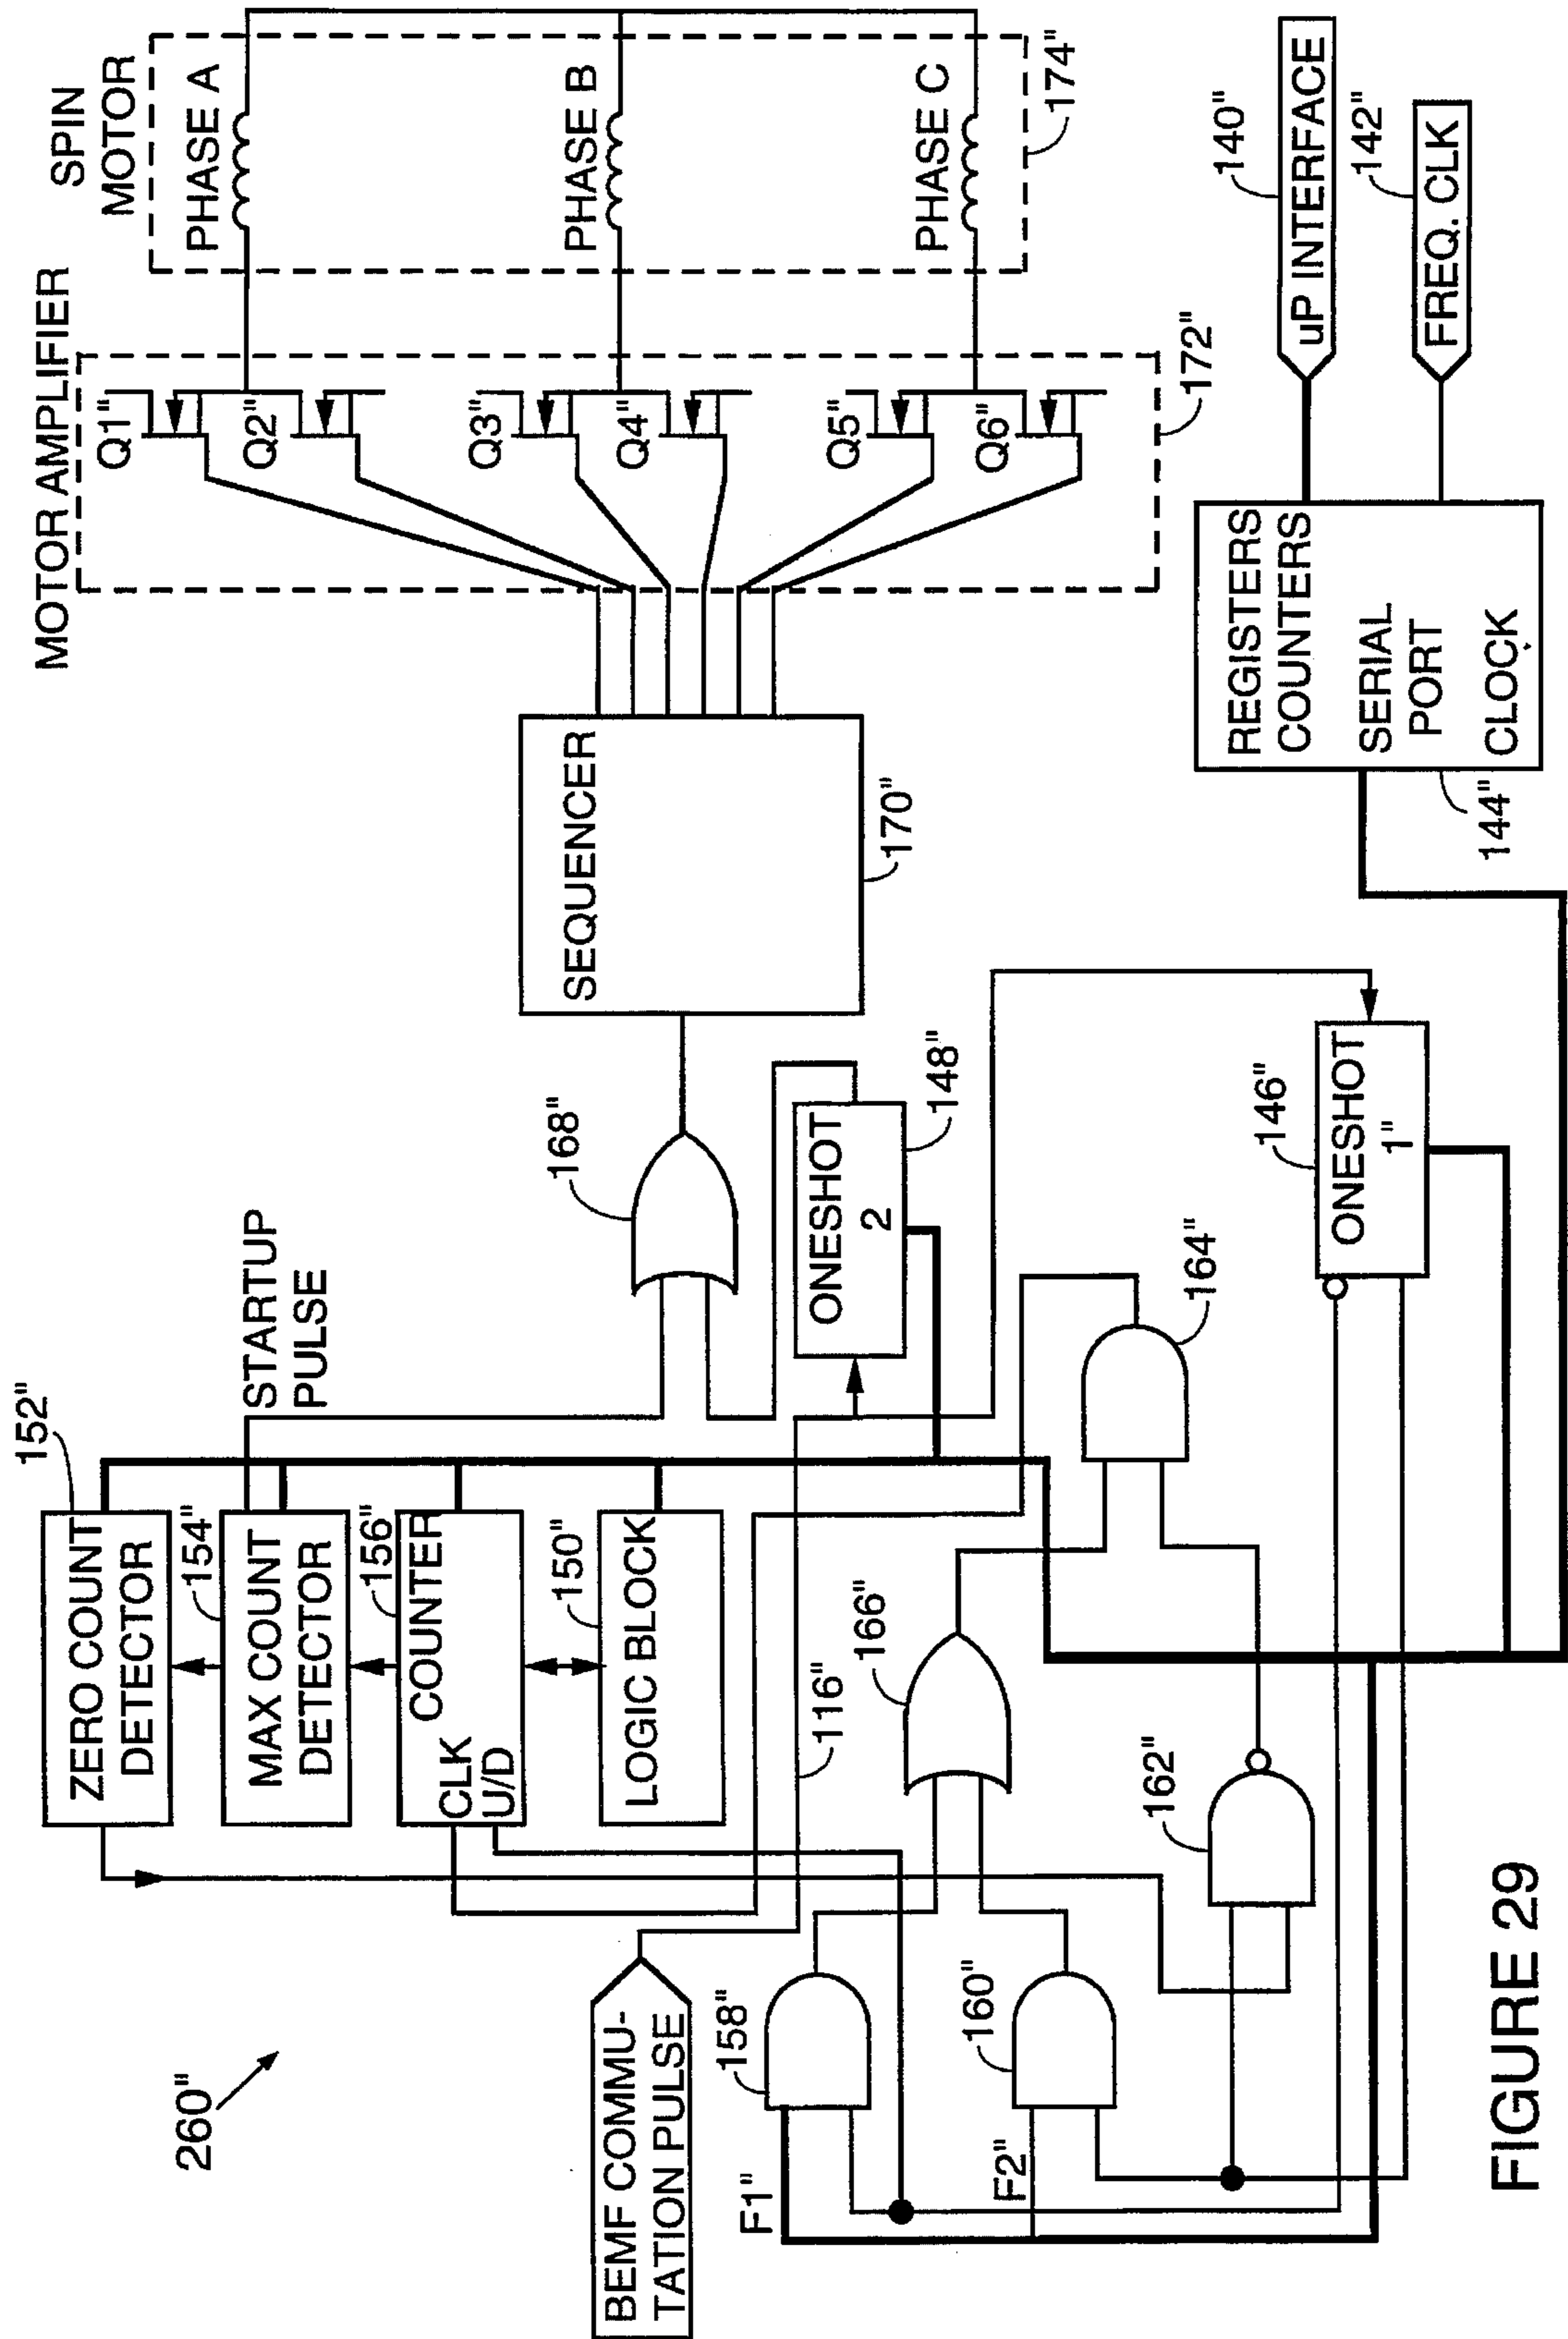 260"
BEMF COMMU-
TATION PULSE
152"
ZERO COUNT
DETECTOR
154"
MAX COUNT
DETECTOR
156"
COUNTER
CLK
U/D
150"
LOGIC BLOCK
STARTUP
PULSE
116"
168"
ONESHOT
2
148"
SEQUENCER
170"
MOTOR AMPLIFIER
Q1"
Q2"
Q3"
Q4"
Q5"
Q6"
172"
SPIN
MOTOR
PHASE A
PHASE B
PHASE C
174"
F1"
158"
F2"
160"
166"
162"
164"
146"
ONESHOT
1"
REGISTERS
COUNTERS
SERIAL
PORT
CLOCK
144"
140"
uP INTERFACE
142"
FREQ. CLK
FIGURE 29